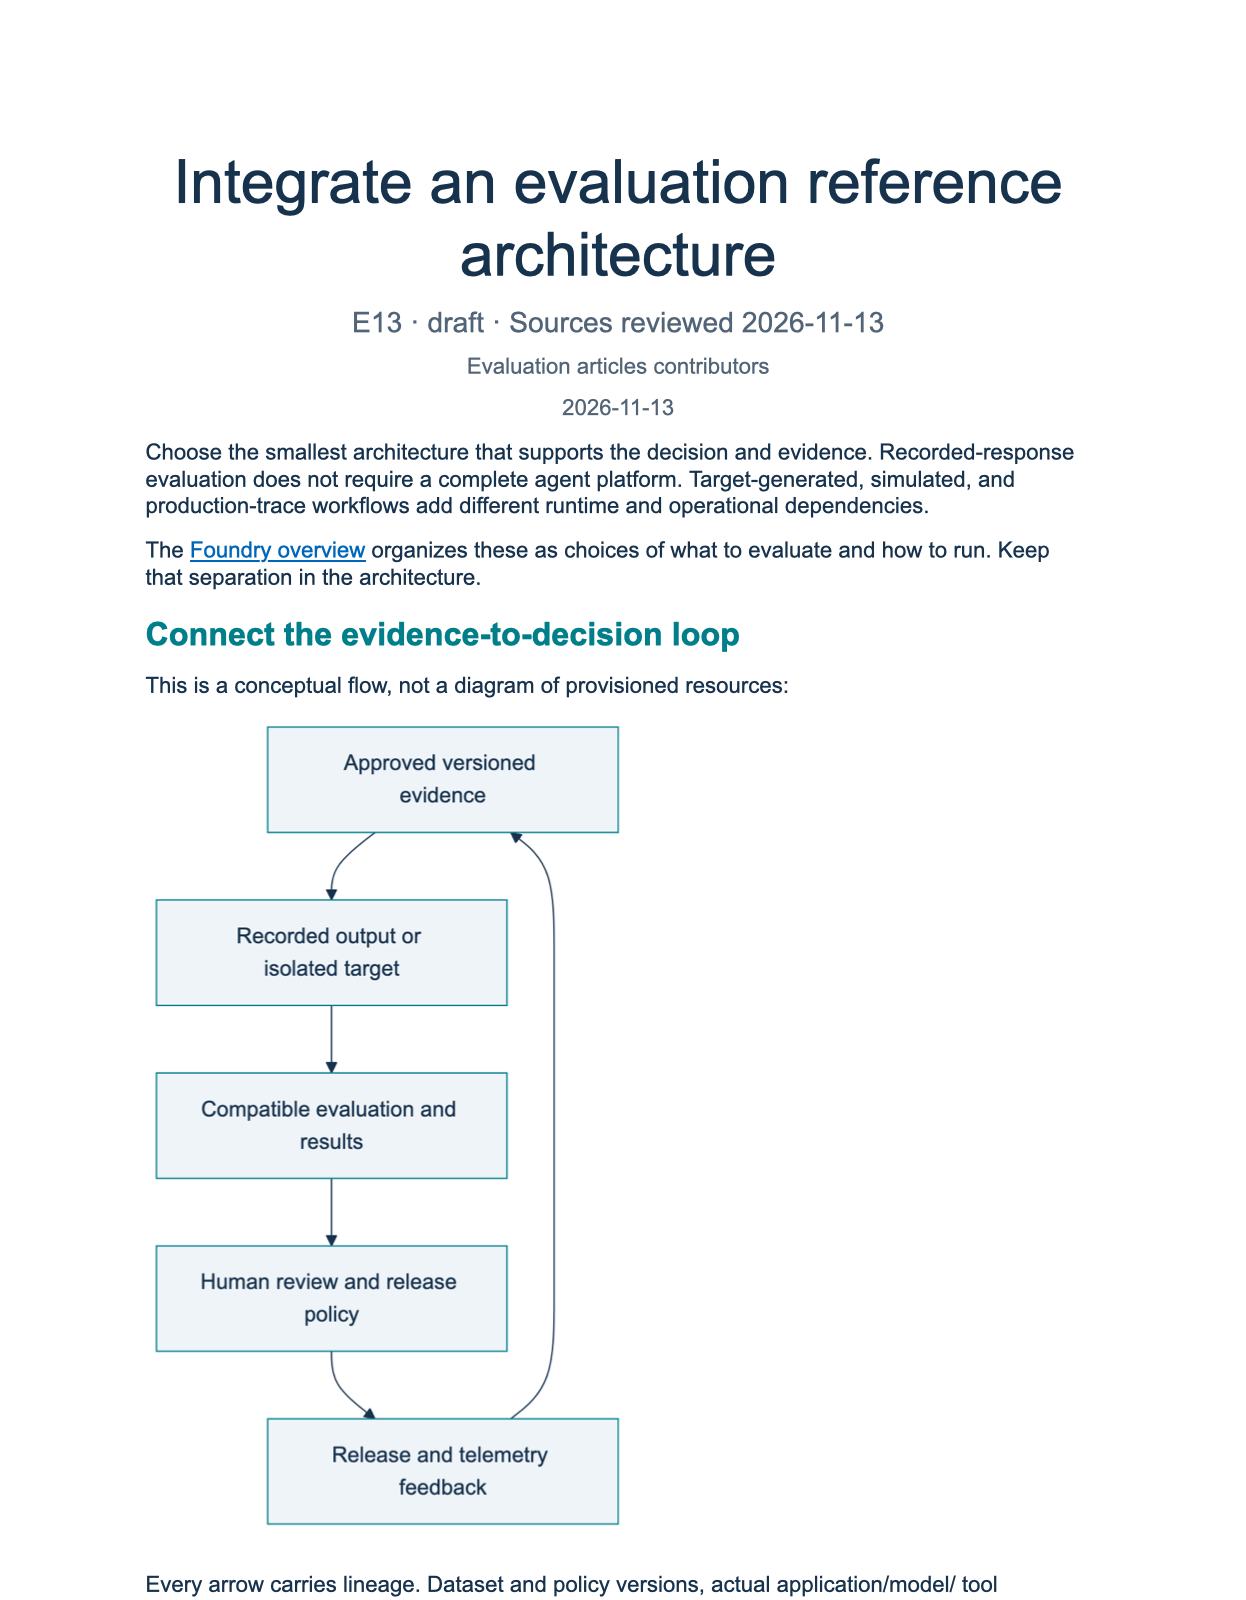 Integrate an evaluation reference
architecture
E13 · draft · Sources reviewed 2026-11-13
Evaluation articles contributors
2026-11-13
Choose the smallest architecture that supports the decision and evidence. Recorded-response
evaluation does not require a complete agent platform. Target-generated, simulated, and
production-trace workflows add different runtime and operational dependencies.
The Foundry overview organizes these as choices of what to evaluate and how to run. Keep
that separation in the architecture.
Connect the evidence-to-decision loop
This is a conceptual flow, not a diagram of provisioned resources:
Approved versioned
evidence
Recorded output or
isolated target
Compatible evaluation and
results
Human review and release
policy
Release and telemetry
feedback
Every arrow carries lineage. Dataset and policy versions, actual application/model/ tool